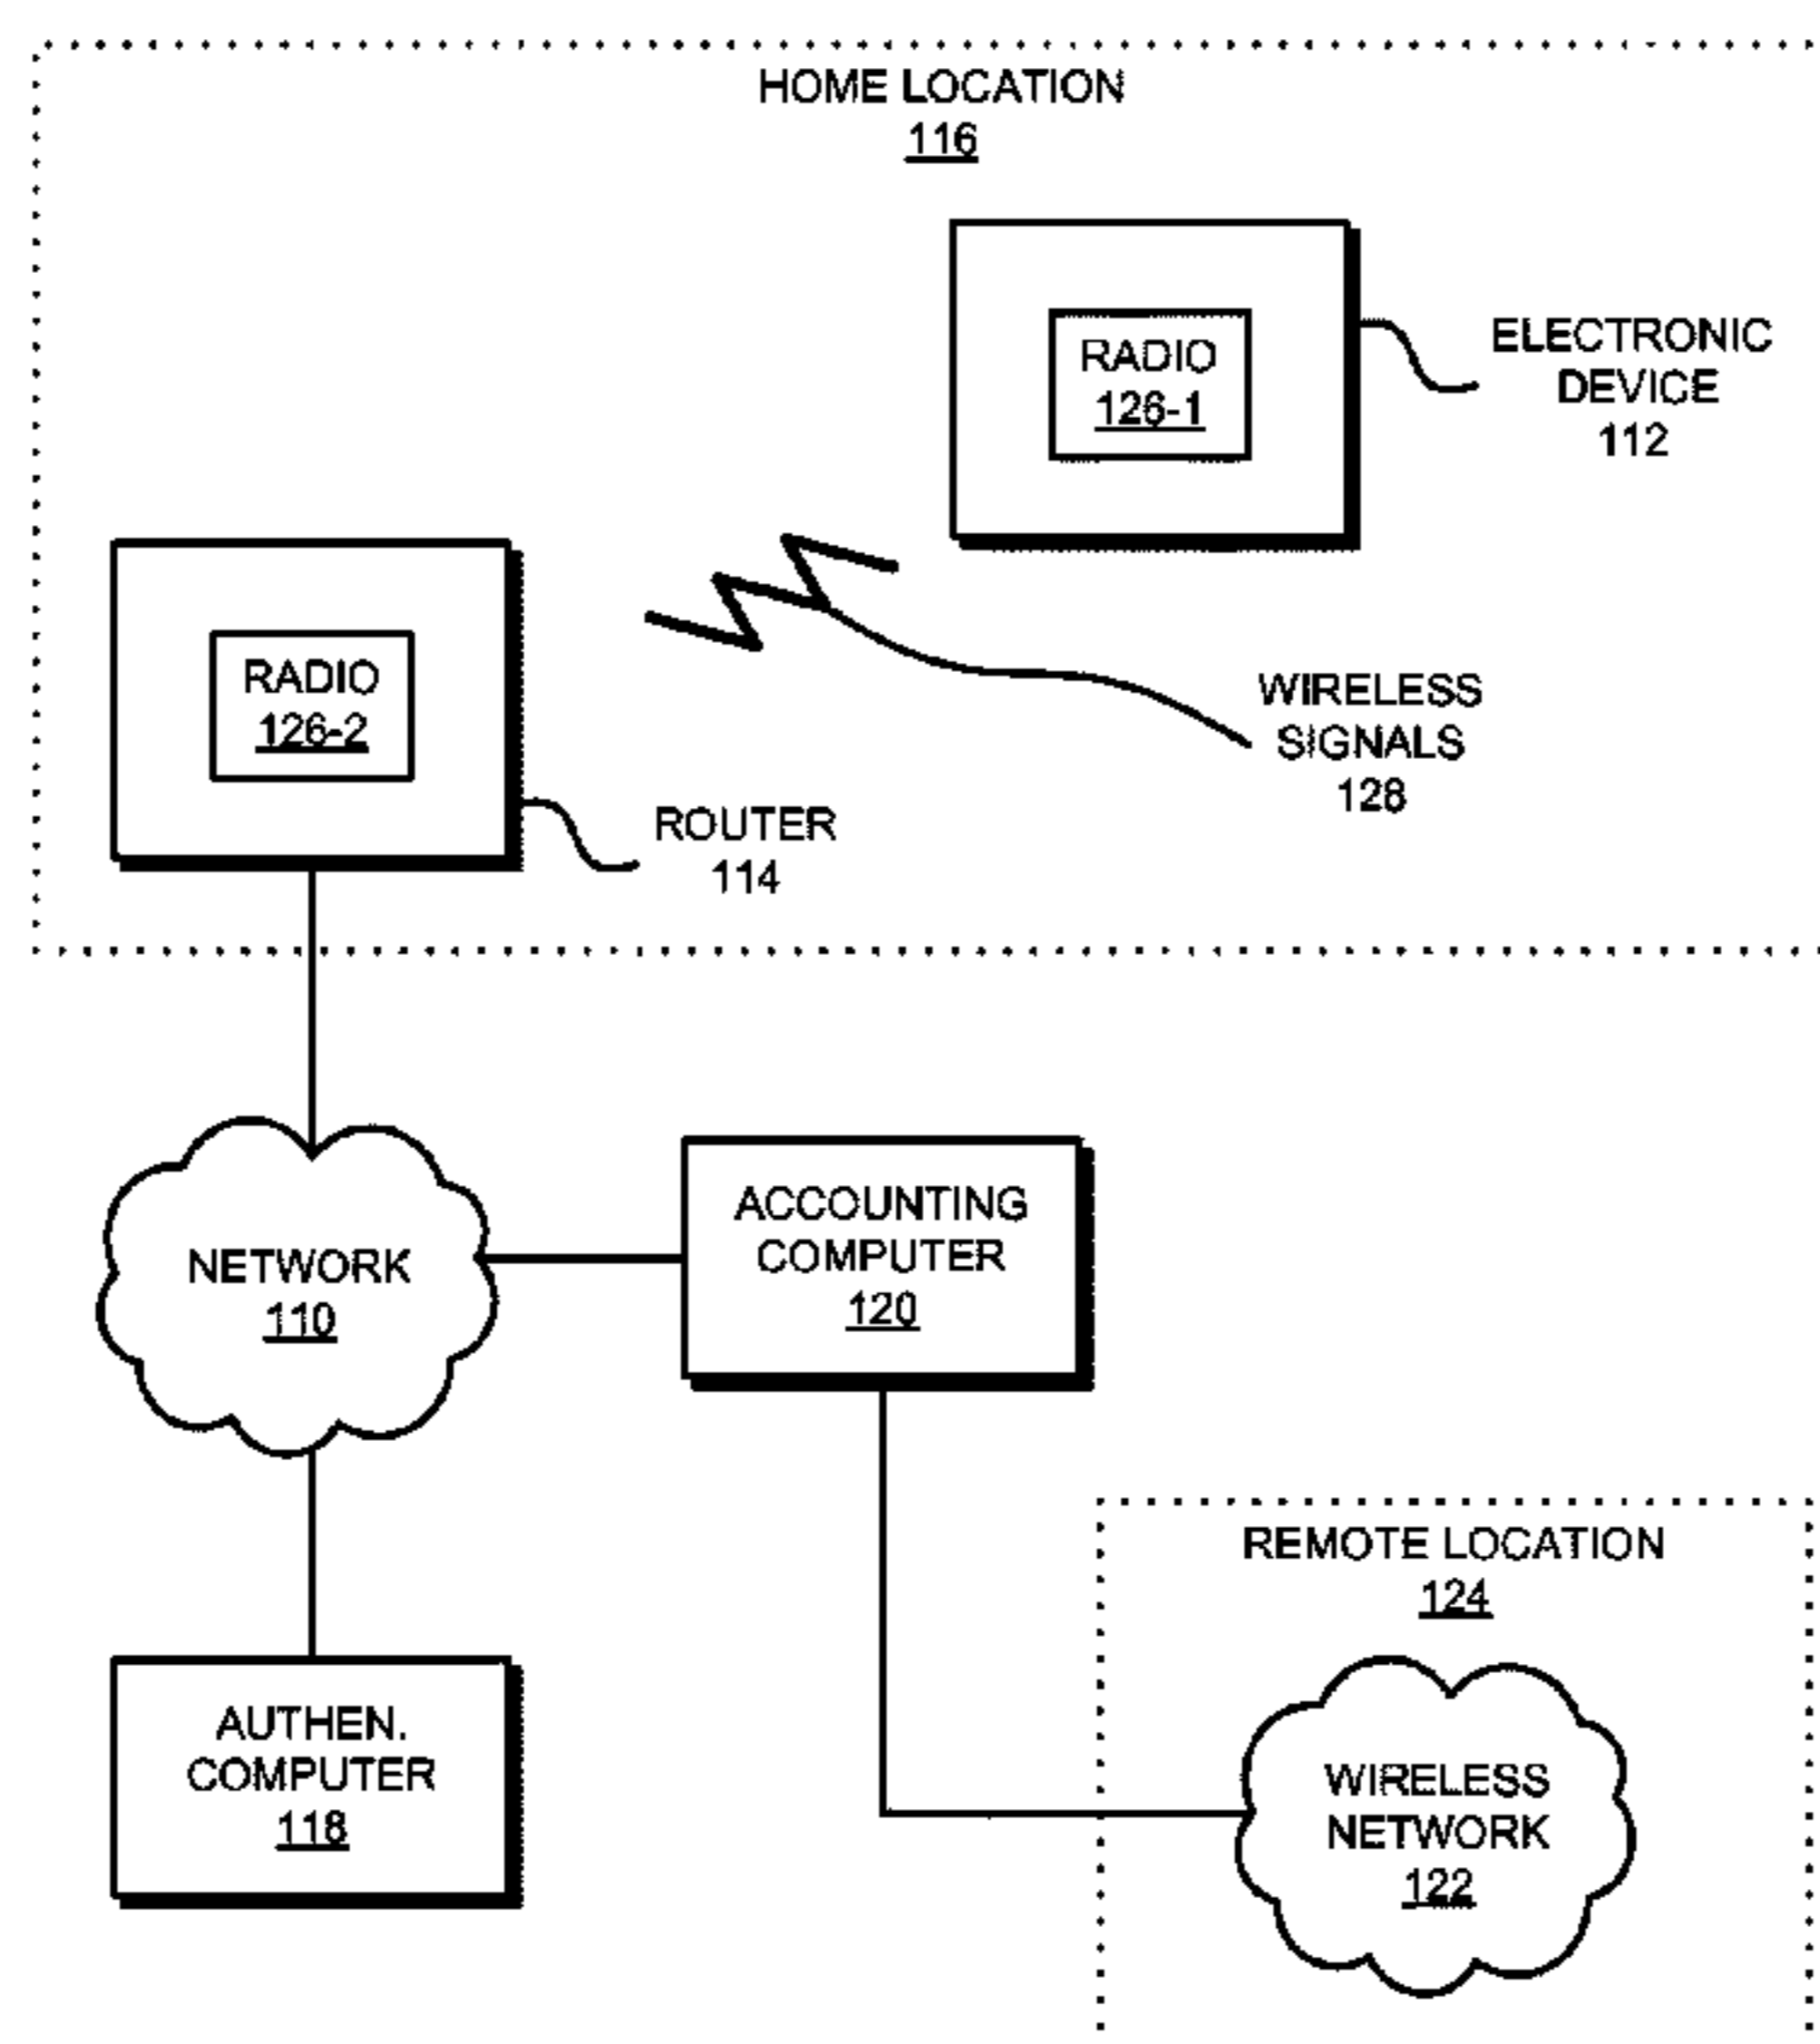 HOME LOCATION
116
RADIO
126-1
ELECTRONIC
DEVICE
112
RADIO
126-2
WIRELESS
SIGNALS
128
ROUTER
114
NETWORK
110
ACCOUNTING
COMPUTER
120
AUTHEN.
COMPUTER
118
REMOTE LOCATION
124
WIRELESS
NETWORK
122